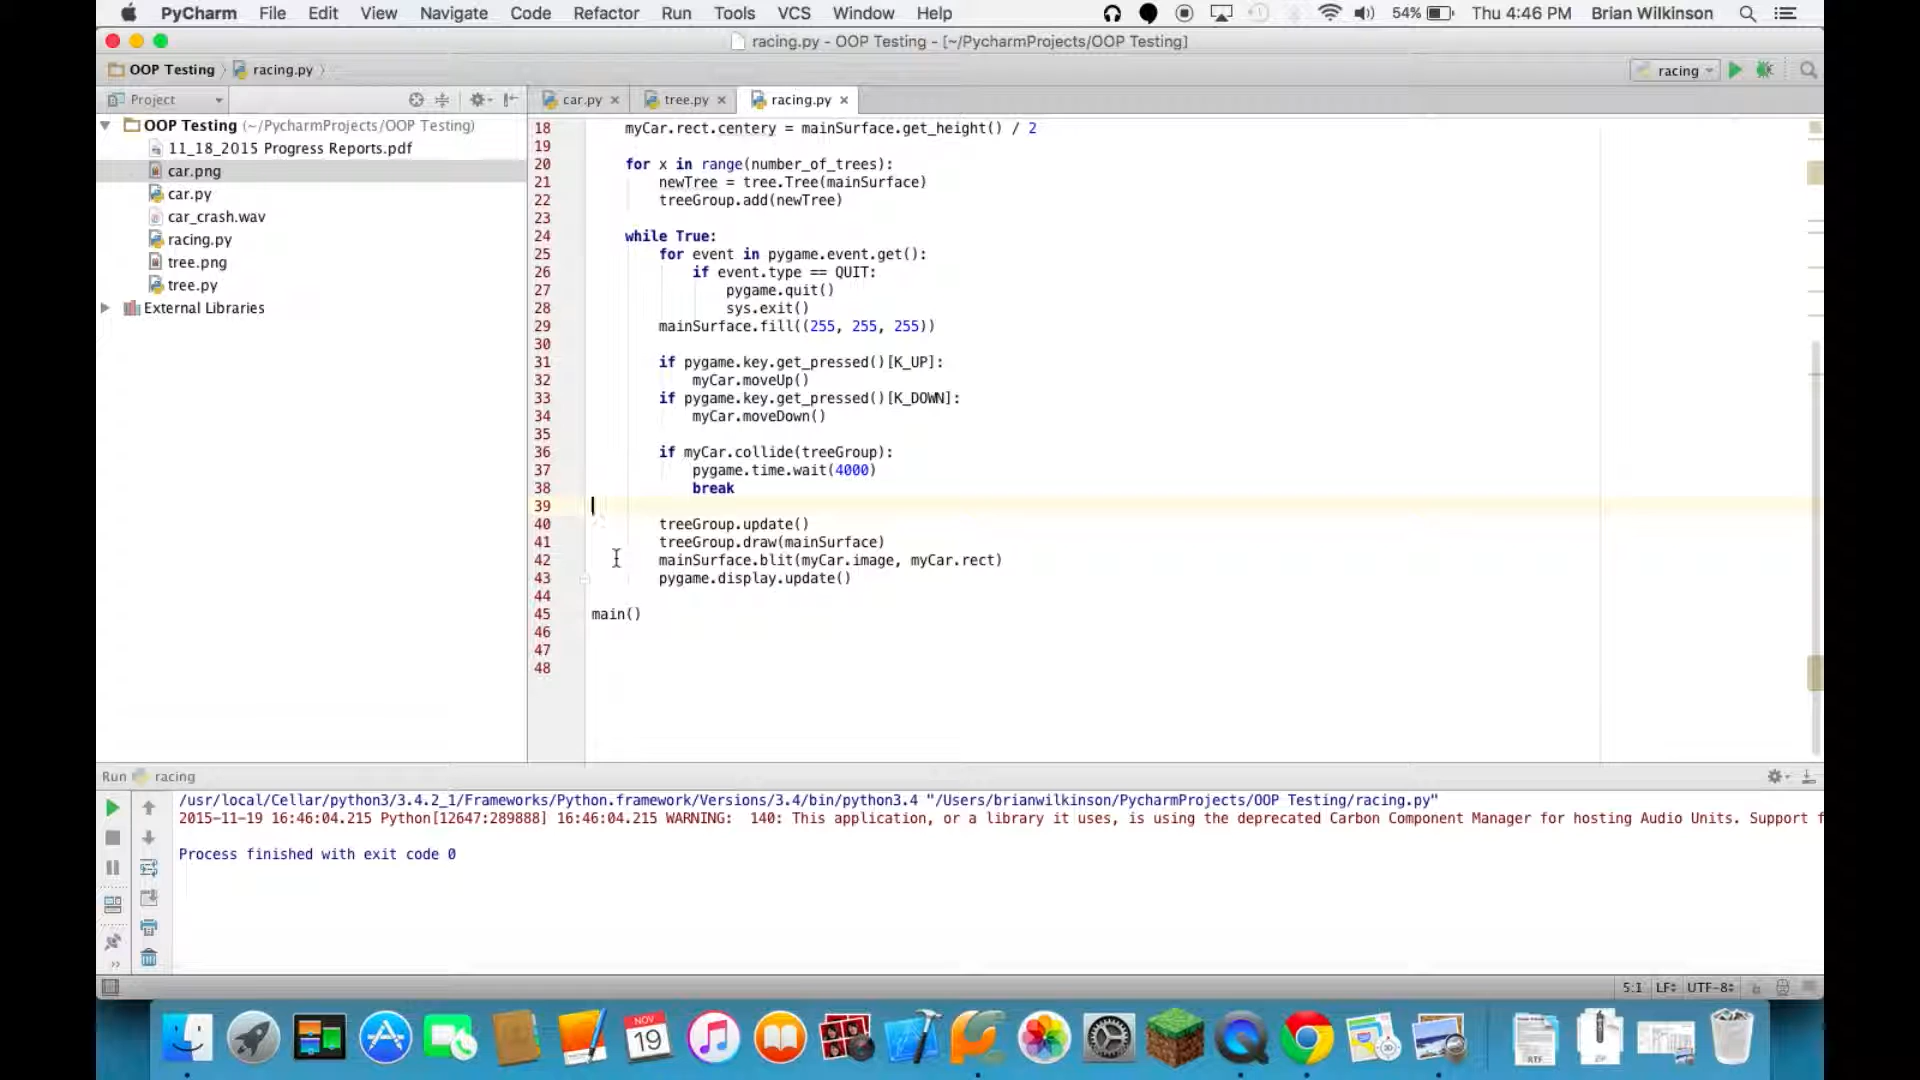 PyCharm File Edit View Navigate Code Refactor Run Tools VCS Window Help 54% Thu 4:46 PM Brian Wilkinson
racing.py - OOP Testing - [~/PycharmProjects/OOP Testing]
OOP Testing racing.py racing
Project car.py tree.py racing.py
OOP Testing (~/PycharmProjects/OOP Testing)
11_18_2015 Progress Reports.pdf
car.png
car.py
car_crash.wav
racing.py
tree.png
tree.py
External Libraries
18 myCar.rect.centery = mainSurface.get_height() / 2
19
20 for x in range(number_of_trees):
21 newTree = tree.Tree(mainSurface)
22 treeGroup.add(newTree)
23
24 while True:
25 for event in pygame.event.get():
26 if event.type == QUIT:
27 pygame.quit()
28 sys.exit()
29 mainSurface.fill((255, 255, 255))
30
31 if pygame.key.get_pressed()[K_UP]:
32 myCar.moveUp()
33 if pygame.key.get_pressed()[K_DOWN]:
34 myCar.moveDown()
35
36 if myCar.collide(treeGroup):
37 pygame.time.wait(4000)
38 break
39
40 treeGroup.update()
41 treeGroup.draw(mainSurface)
42 mainSurface.blit(myCar.image, myCar.rect)
43 pygame.display.update()
44
45 main()
46
47
48
Run racing
/usr/local/Cellar/python3/3.4.2_1/Frameworks/Python.framework/Versions/3.4/bin/python3.4 "/Users/brianwilkinson/PycharmProjects/OOP Testing/racing.py"
2015-11-19 16:46:04.215 Python[12647:289888] 16:46:04.215 WARNING: 140: This application, or a library it uses, is using the deprecated Carbon Component Manager for hosting Audio Units. Support f
Process finished with exit code 0
5:1 LF UTF-8
NOV
19
RTF
ZIP